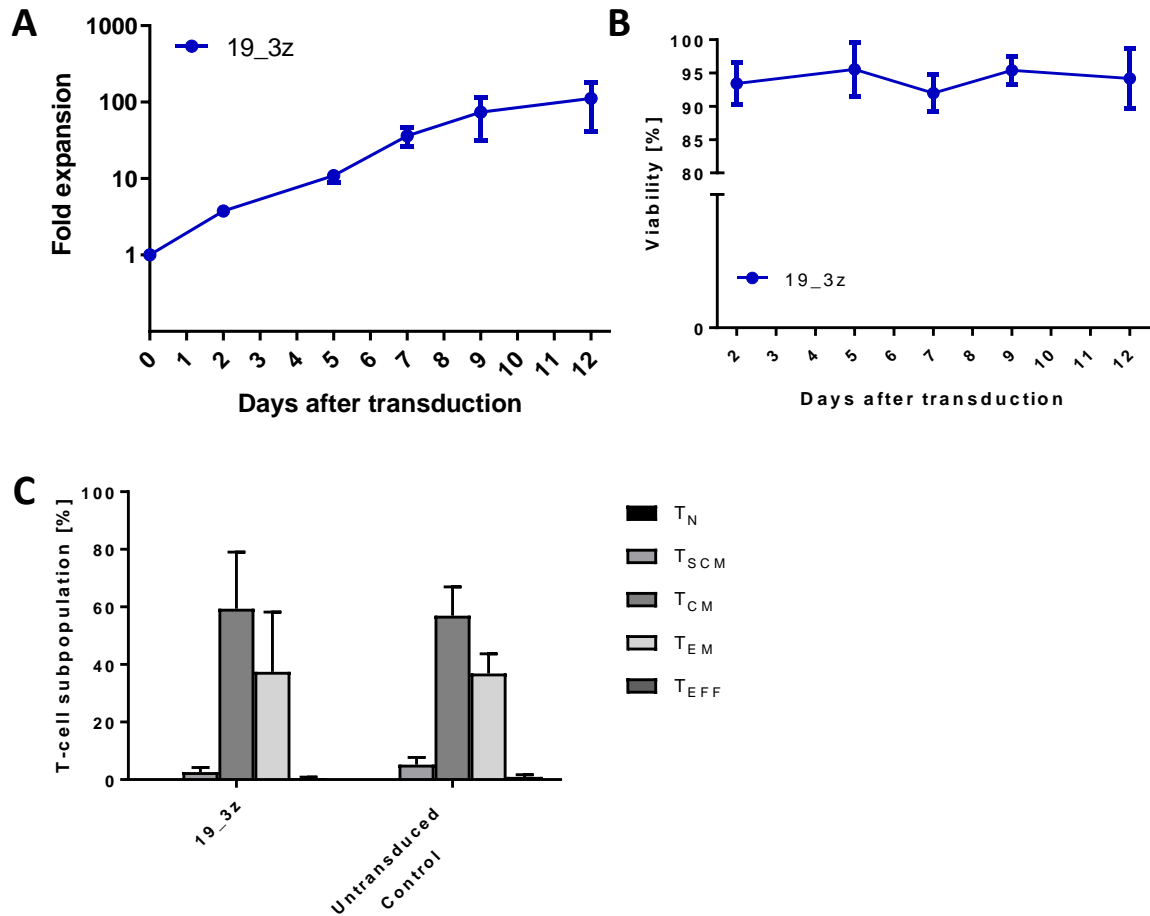 A
Fold expansion
1000
100
10
1
19_3z
0 1 2 3 4 5 6 7 8 9 10 11 12
Days after transduction
B
Viability [%]
100
95
90
85
80
0
19_3z
2 3 4 5 6 7 8 9 10 11 12
Days after transduction
C
T-cell subpopulation [%]
100
80
60
40
20
0
19_3z
Untransduced
Control
TN
TSCM
TCM
TEM
TEFF